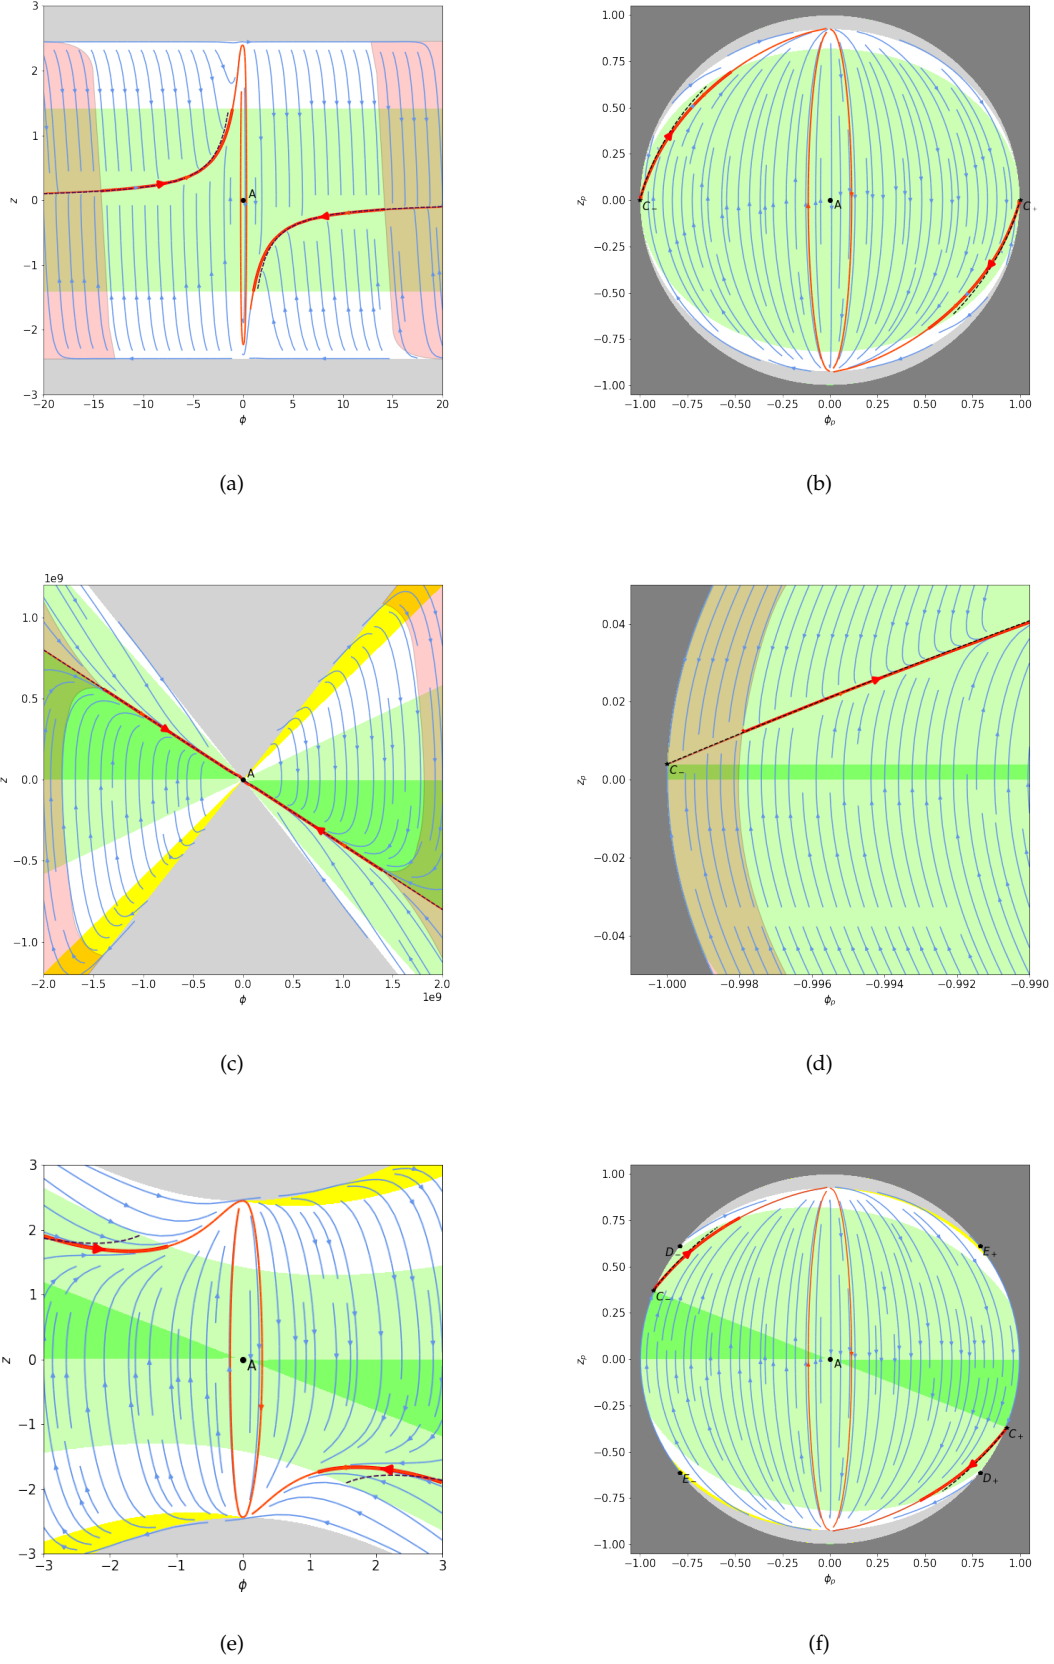 3
2
1
0
−1
−2
−3
z
A
−20 −15 −10 −5 0 5 10 15 20
ϕ
(a)
1.00
0.75
0.50
0.25
0.00
−0.25
−0.50
−0.75
−1.00
zₚ
C₋ A C₊
−1.00 −0.75 −0.50 −0.25 0.00 0.25 0.50 0.75 1.00
ϕₚ
(b)
1e9
1.0
0.5
0.0
−0.5
−1.0
z
A
−2.0 −1.5 −1.0 −0.5 0.0 0.5 1.0 1.5 2.0
1e9
ϕ
(c)
0.04
0.02
0.00
−0.02
−0.04
zₚ
C₋
−1.000 −0.998 −0.996 −0.994 −0.992 −0.990
ϕₚ
(d)
3
2
1
0
−1
−2
−3
z
A
−3 −2 −1 0 1 2 3
ϕ
(e)
1.00
0.75
0.50
0.25
0.00
−0.25
−0.50
−0.75
−1.00
zₚ
D₋ E₊
C₋
A
C₊
E₋ D₊
−1.00 −0.75 −0.50 −0.25 0.00 0.25 0.50 0.75 1.00
ϕₚ
(f)